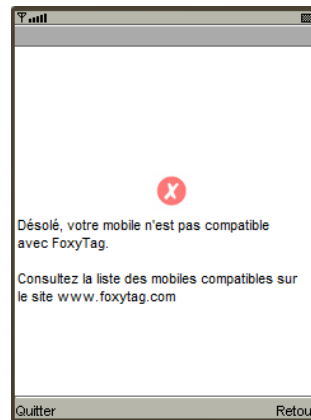 Désolé, votre mobile n'est pas compatible
avec FoxyTag.
Consultez la liste des mobiles compatibles sur
le site www.foxytag.com
Quitter Retou